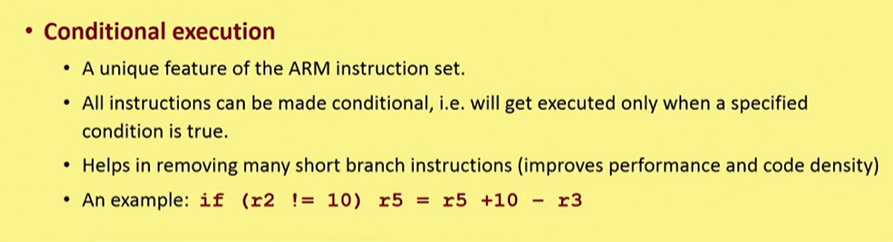 • Conditional execution
• A unique feature of the ARM instruction set.
• All instructions can be made conditional, i.e. will get executed only when a specified
condition is true.
• Helps in removing many short branch instructions (improves performance and code density)
• An example: if (r2 != 10) r5 = r5 +10 - r3